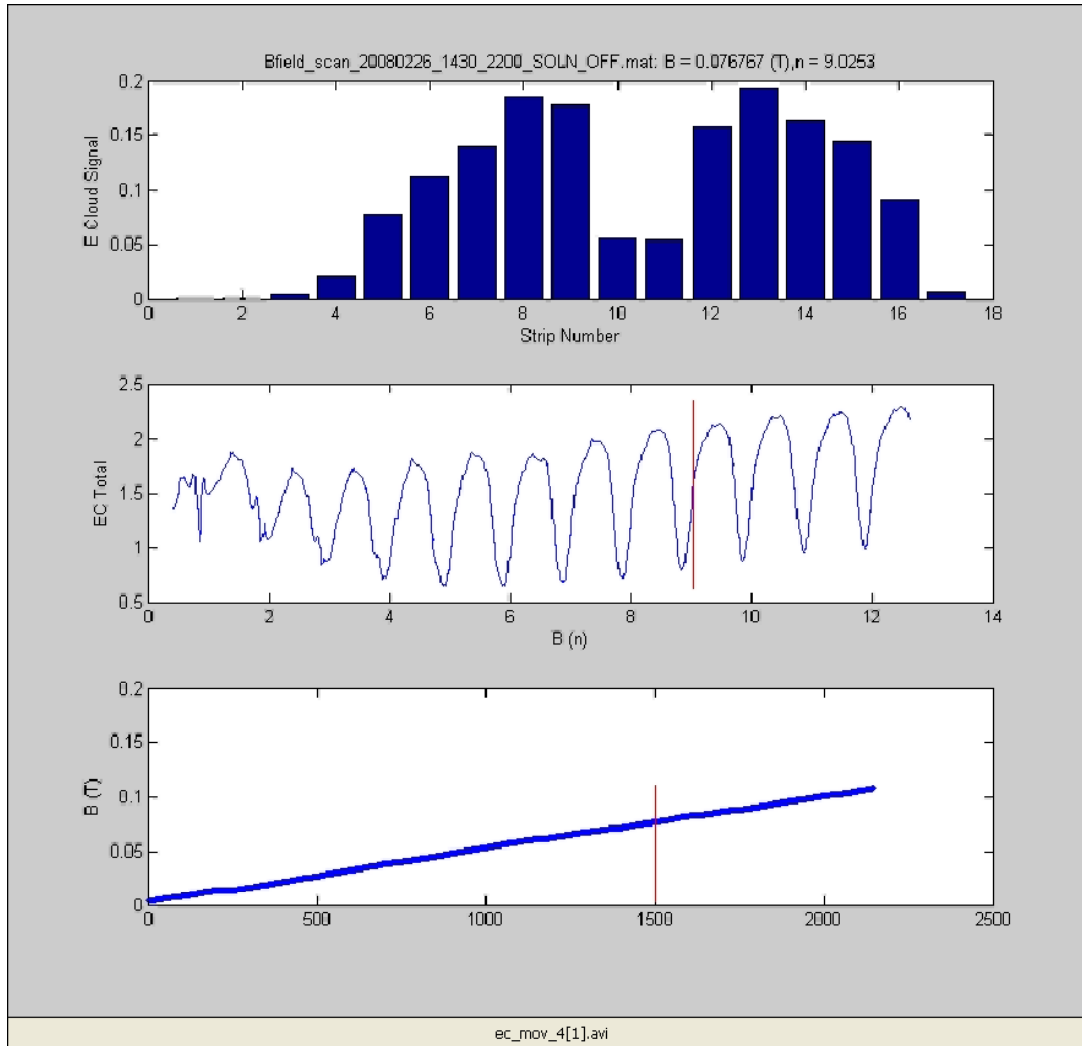 Bfield_scan_20080226_1430_2200_SOLN_OFF.mat: B = 0.076767 (T),n = 9.0253
0.2
0.15
0.1
0.05
0
E Cloud Signal
0 2 4 6 8 10 12 14 16 18
Strip Number
2.5
2
1.5
1
0.5
EC Total
0 2 4 6 8 10 12 14
B (n)
0.2
0.15
0.1
0.05
0
B (T)
0 500 1000 1500 2000 2500
ec_mov_4[1].avi